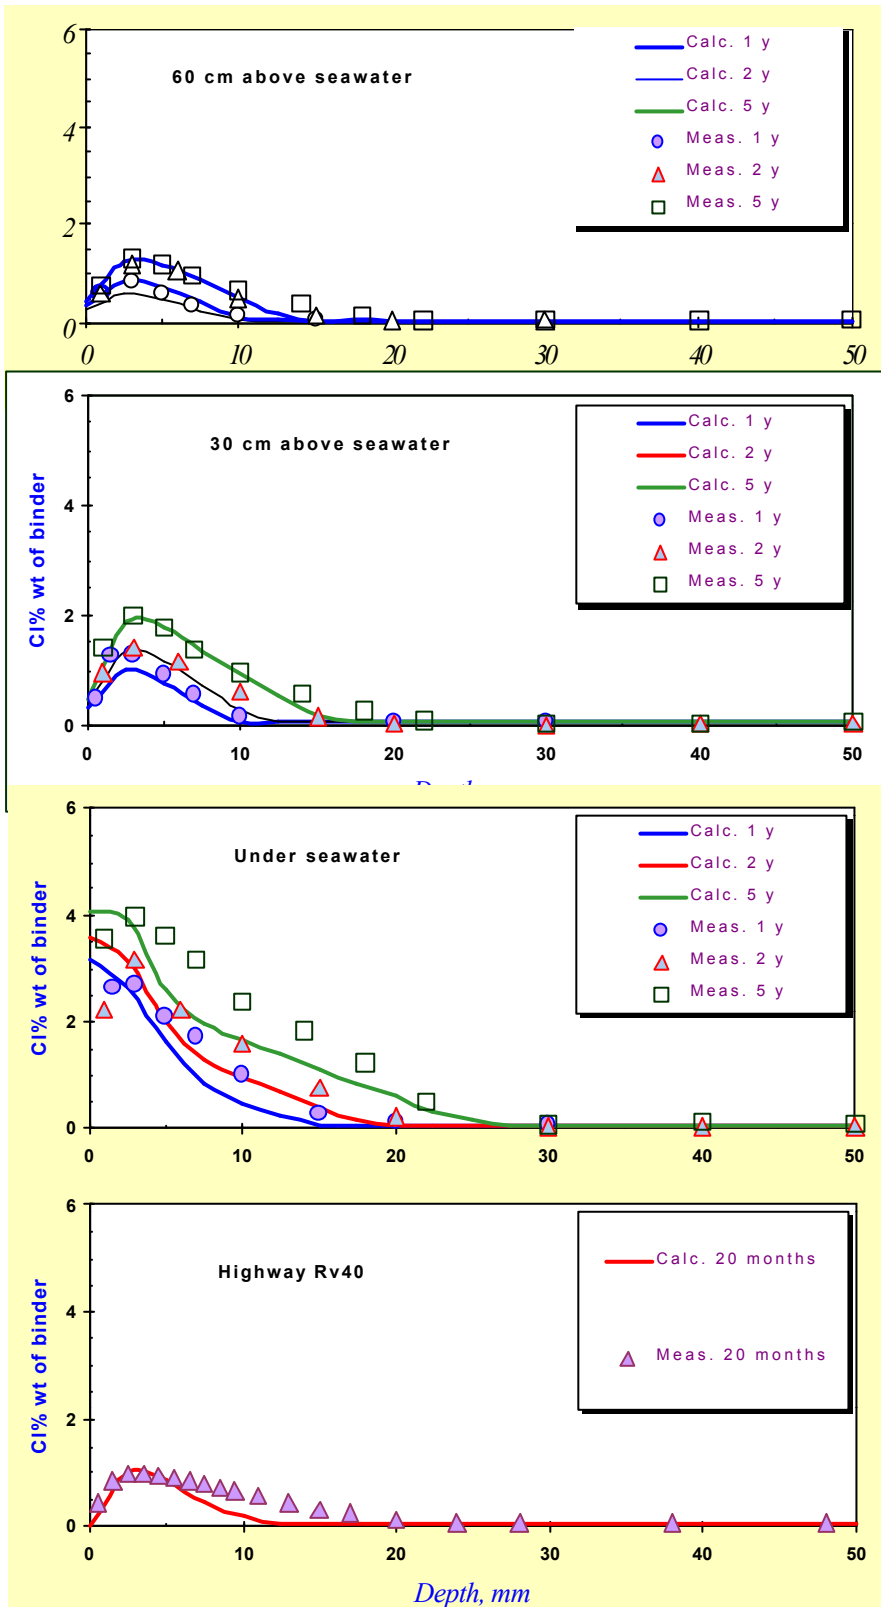 6
4
2
0
0 10 20 30 40 50
60 cm above seawater
Calc. 1 y
Calc. 2 y
Calc. 5 y
Meas. 1 y
Meas. 2 y
Meas. 5 y
Cl% wt of binder
6
4
2
0
0 10 20 30 40 50
30 cm above seawater
Calc. 1 y
Calc. 2 y
Calc. 5 y
Meas. 1 y
Meas. 2 y
Meas. 5 y
Cl% wt of binder
6
4
2
0
0 10 20 30 40 50
Under seawater
Calc. 1 y
Calc. 2 y
Calc. 5 y
Meas. 1 y
Meas. 2 y
Meas. 5 y
Cl% wt of binder
6
4
2
0
0 10 20 30 40 50
Highway Rv40
Calc. 20 months
Meas. 20 months
Depth, mm